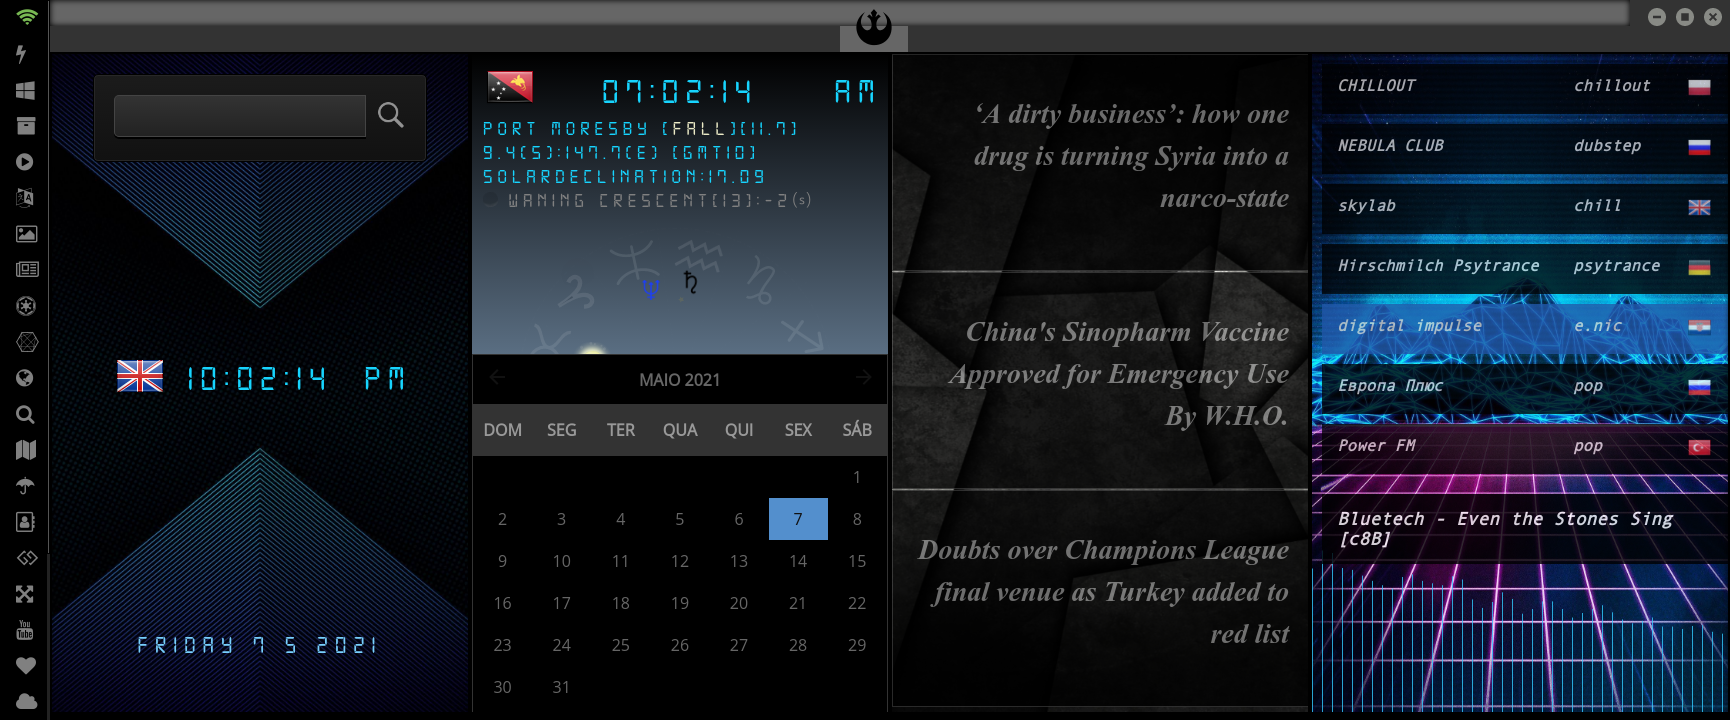 10:02:14 PM
FRIDAY 7 5 2021
07:02:14 AM
PORT MORESBY (FALL)(11.7)
9.4(S):147.7(E) (GMT10)
SOLARDECLINATION:17.09
WANING CRESCENT(13):-2(s)
MAIO 2021
DOM SEG TER QUA QUI SEX SÁB
1
2 3 4 5 6 7 8
9 10 11 12 13 14 15
16 17 18 19 20 21 22
23 24 25 26 27 28 29
30 31
‘A dirty business’: how one
drug is turning Syria into a
narco-state
China's Sinopharm Vaccine
Approved for Emergency Use
By W.H.O.
Doubts over Champions League
final venue as Turkey added to
red list
CHILLOUT chillout
NEBULA CLUB dubstep
skylab chill
Hirschmilch Psytrance psytrance
digital impulse e.nic
Европа Плюс pop
Power FM pop
Bluetech - Even the Stones Sing
[c8B]
You
Tube